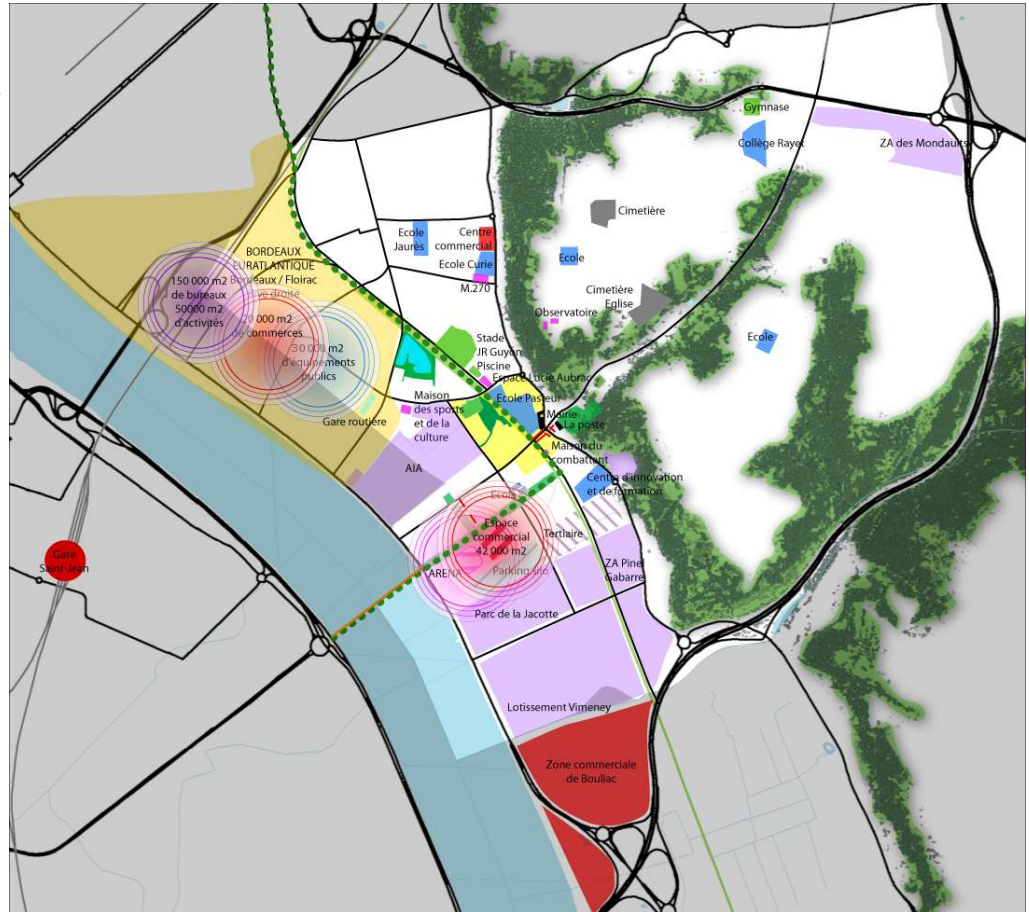 Gymnase
Collège Rayet
ZA des Mondaults
Cimetière
Ecole
Jaurès
Centre
commercial
Ecole Curie
M.270
Ecole
Cimetière
Eglise
Observatoire
Ecole
BORDEAUX
EURATLANTIQUE
Bordeaux / Floirac
rive droite
150 000 m2
de bureaux
50000 m2
d'activités
20 000 m2
de commerces
30 000 m2
d'équipements
publics
Stade
JR Guyon
Piscine
Espace Lucie Aubrac
Ecole Pasteur
Mairie
La poste
Maison
des sports
et de la
culture
Gare routière
Maison du
combattant
AIA
Centre d'innovation
et de formation
Ecole
Espace
commercial
42 000 m2
Tertiaire
Gare
Saint-Jean
ARENA
Parking silo
ZA Pinel
Gabarre
Parc de la Jacotte
Lotissement Vimeney
Zone commerciale
de Bouliac